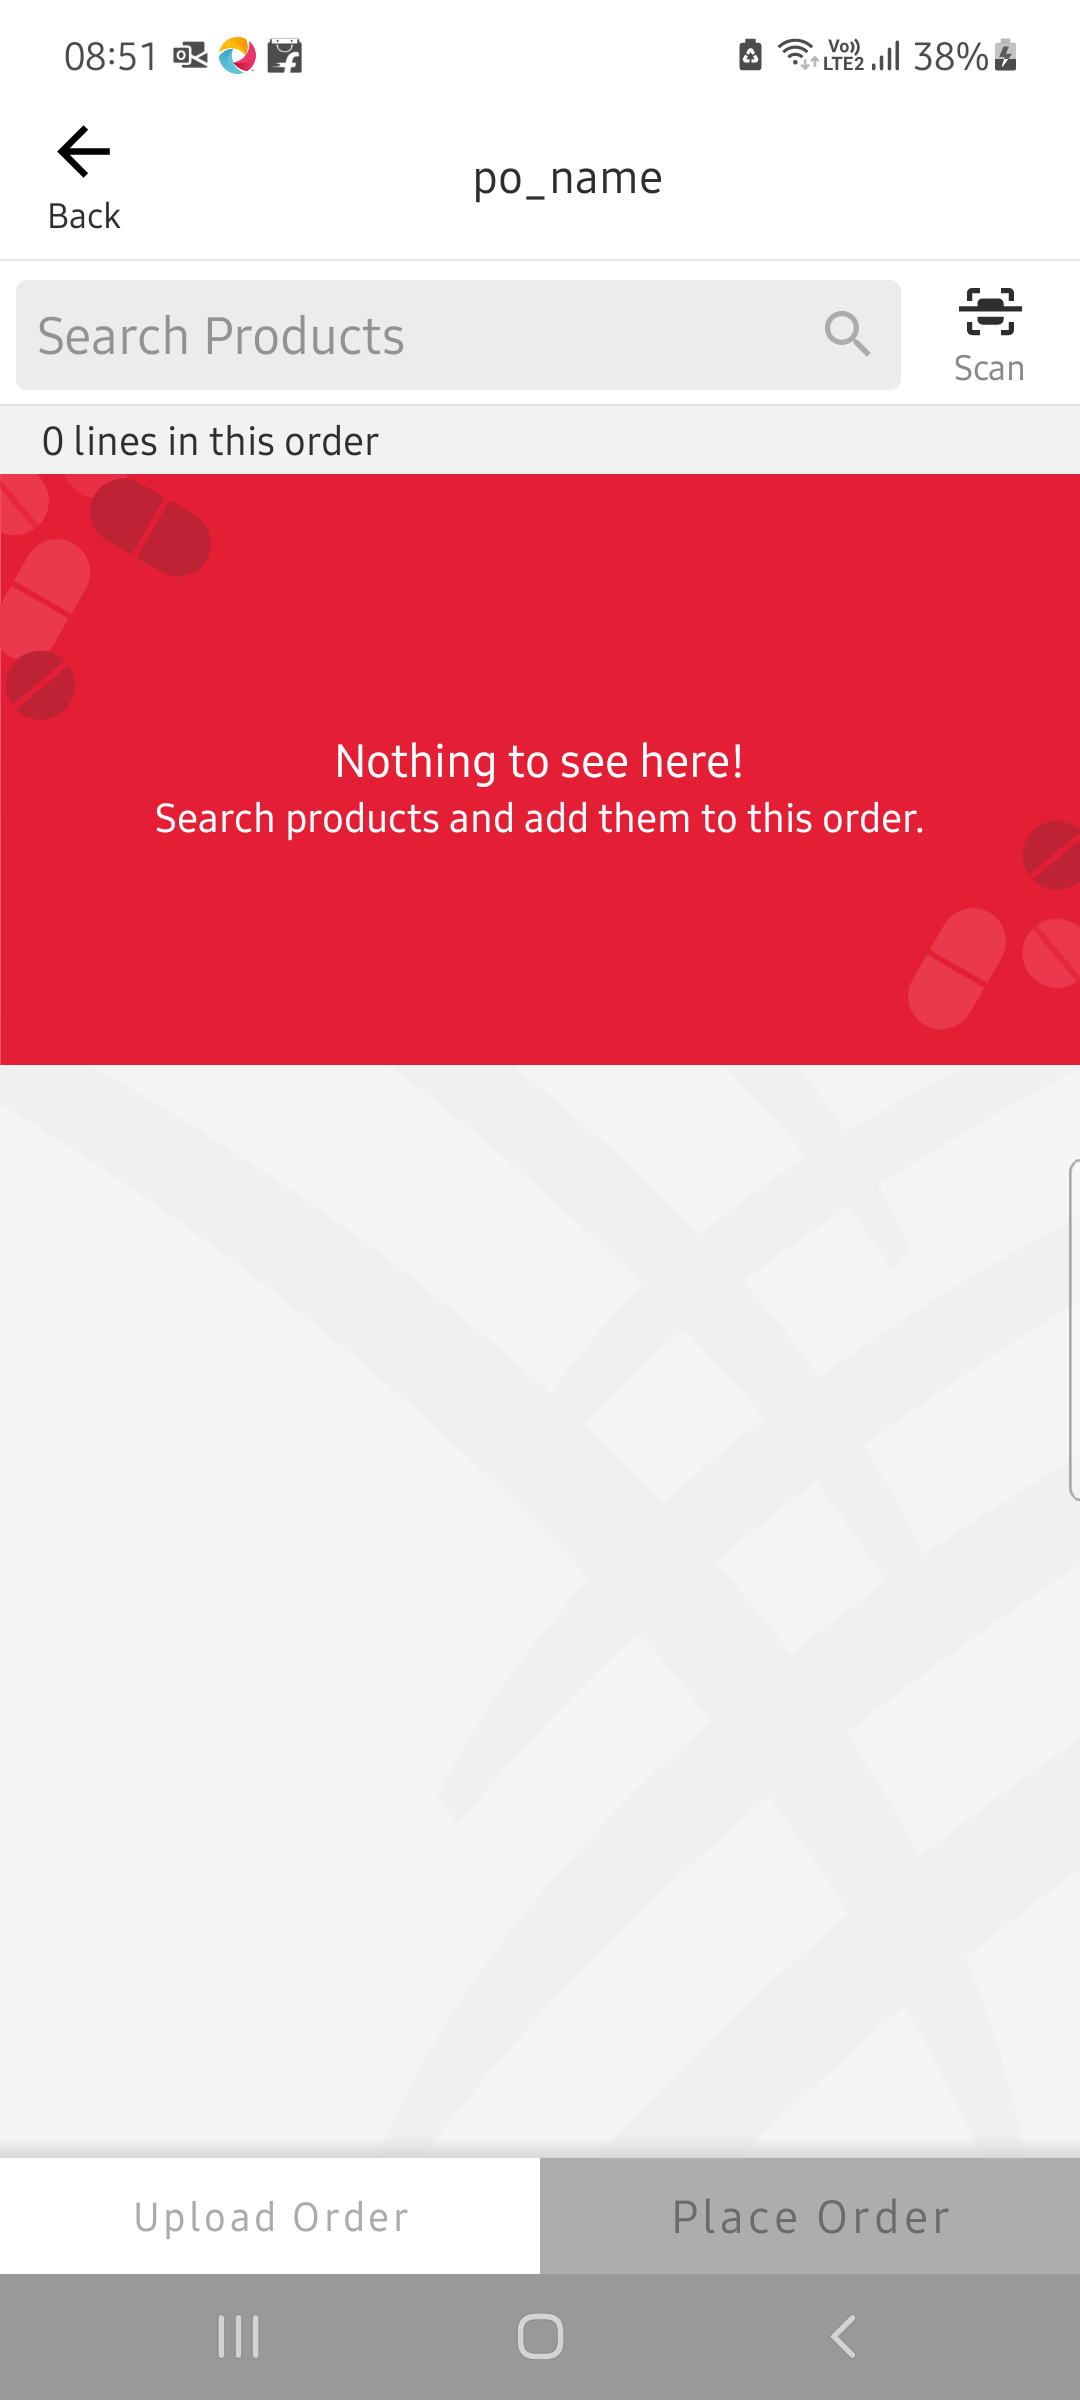 08:51
Vo)) LTE2 38%
po_name
Back
Search Products
Scan
0 lines in this order
Nothing to see here!
Search products and add them to this order.
Upload Order
Place Order